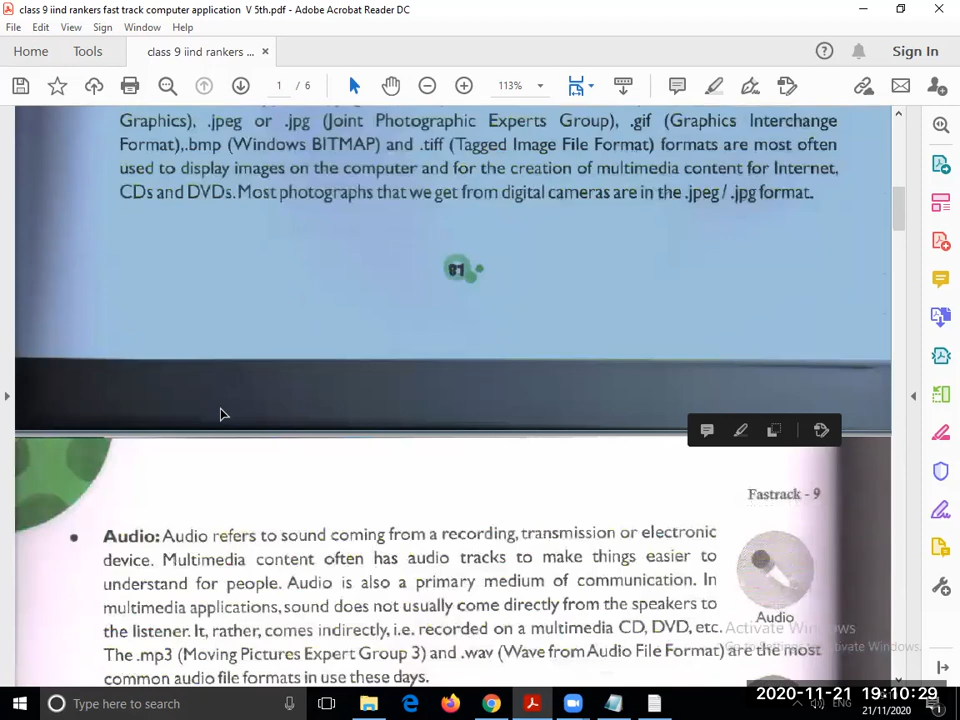 class 9 iind rankers fast track computer application V 5th.pdf - Adobe Acrobat Reader DC
File Edit View Sign Window Help
Home Tools class 9 iind rankers ... × Sign In
1 / 6 113%
Graphics), .jpeg or .jpg (Joint Photographic Experts Group), .gif (Graphics Interchange
Format),.bmp (Windows BITMAP) and .tiff (Tagged Image File Format) formats are most often
used to display images on the computer and for the creation of multimedia content for Internet,
CDs and DVDs. Most photographs that we get from digital cameras are in the .jpeg / .jpg format.
81
Fastrack - 9
• Audio: Audio refers to sound coming from a recording, transmission or electronic
device. Multimedia content often has audio tracks to make things easier to
understand for people. Audio is also a primary medium of communication. In
multimedia applications, sound does not usually come directly from the speakers to
the listener. It, rather, comes indirectly, i.e. recorded on a multimedia CD, DVD, etc.
The .mp3 (Moving Pictures Expert Group 3) and .wav (Wave from Audio File Format) are the most
common audio file formats in use these days.
Audio
Activate Windows
Go to Settings to activate Windows.
Type here to search
ENG
2020-11-21 19:10:29
21/11/2020